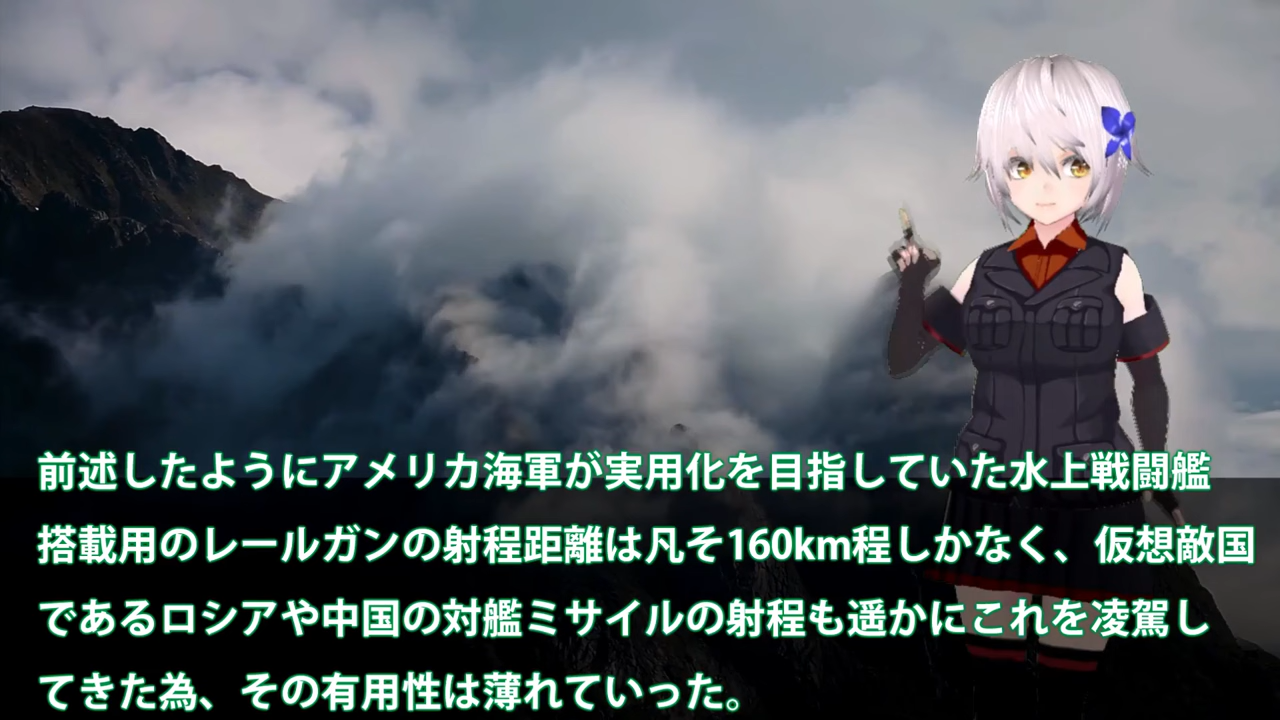 前述したようにアメリカ海軍が実用化を目指していた水上戦闘艦
搭載用のレールガンの射程距離は凡そ160km程しかなく、仮想敵国
であるロシアや中国の対艦ミサイルの射程も遥かにこれを凌駕し
てきた為、その有用性は薄れていった。